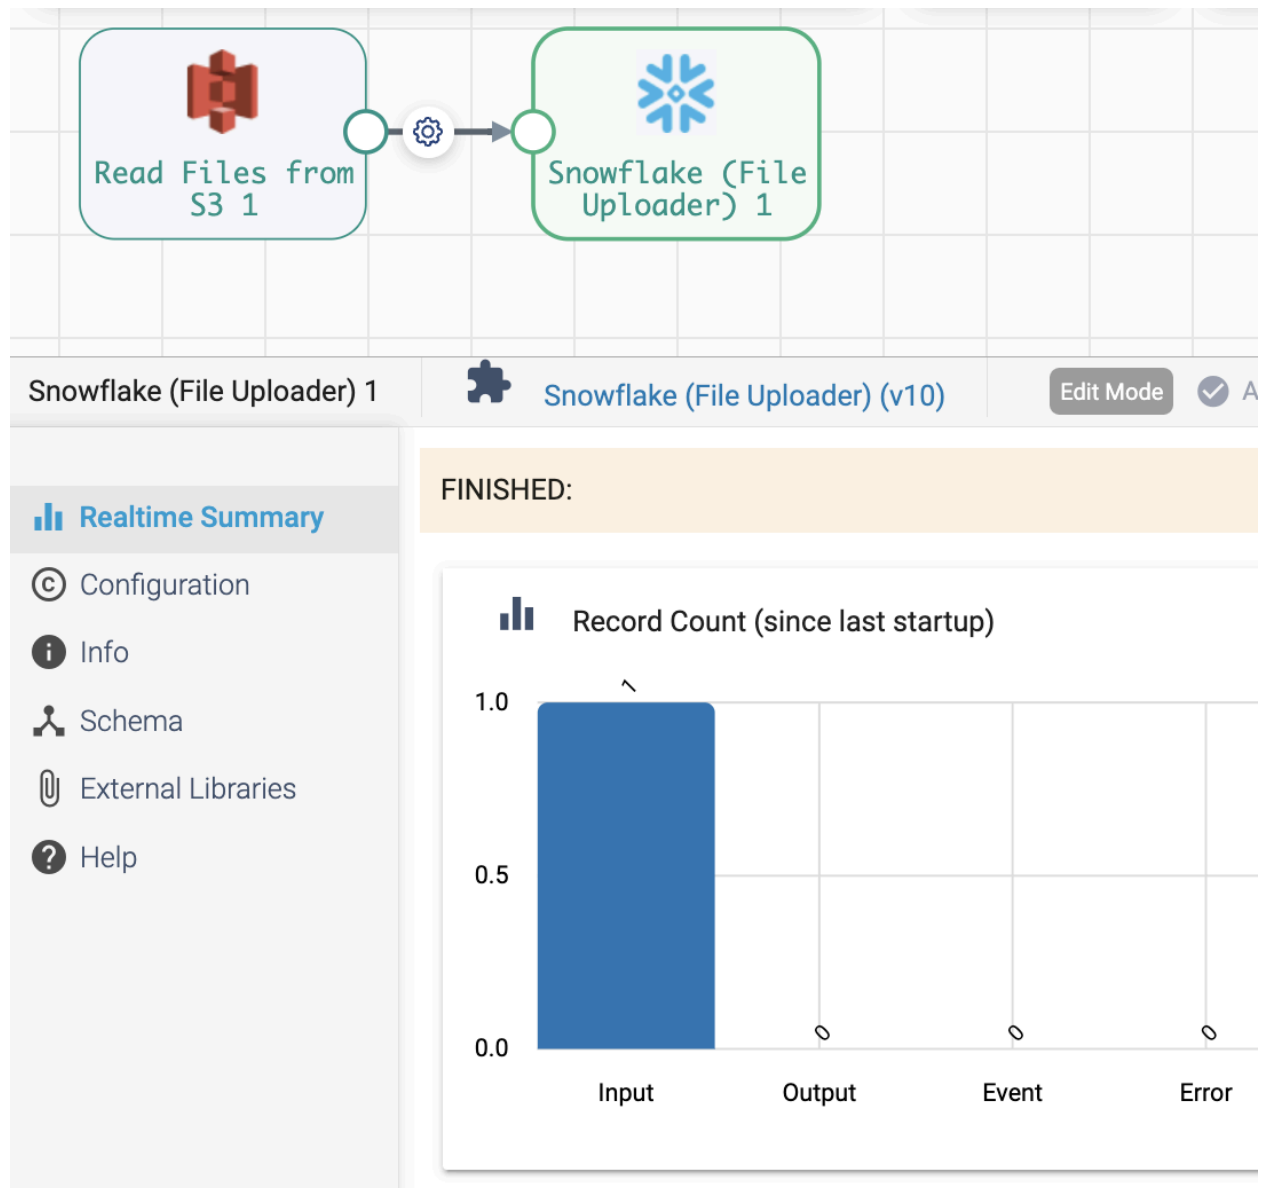 Read Files from
S3 1
Snowflake (File
Uploader) 1
Snowflake (File Uploader) 1
Snowflake (File Uploader) (v10)
Edit Mode
A
Realtime Summary
Configuration
Info
Schema
External Libraries
Help
FINISHED:
Record Count (since last startup)
1
1.0
0.5
0.0
0
0
0
Input
Output
Event
Error